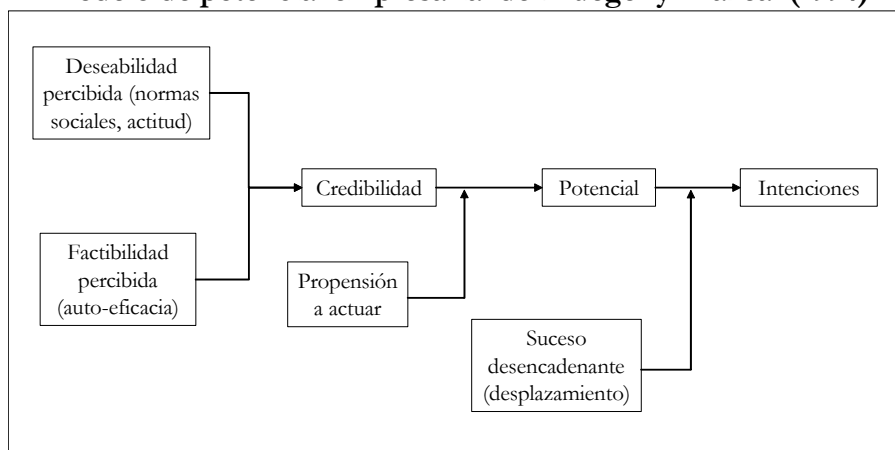 Deseabilidad
percibida (normas
sociales, actitud)
Credibilidad
Potencial
Intenciones
Factibilidad
percibida
(auto-eficacia)
Propensión
a actuar
Suceso
desencadenante
(desplazamiento)